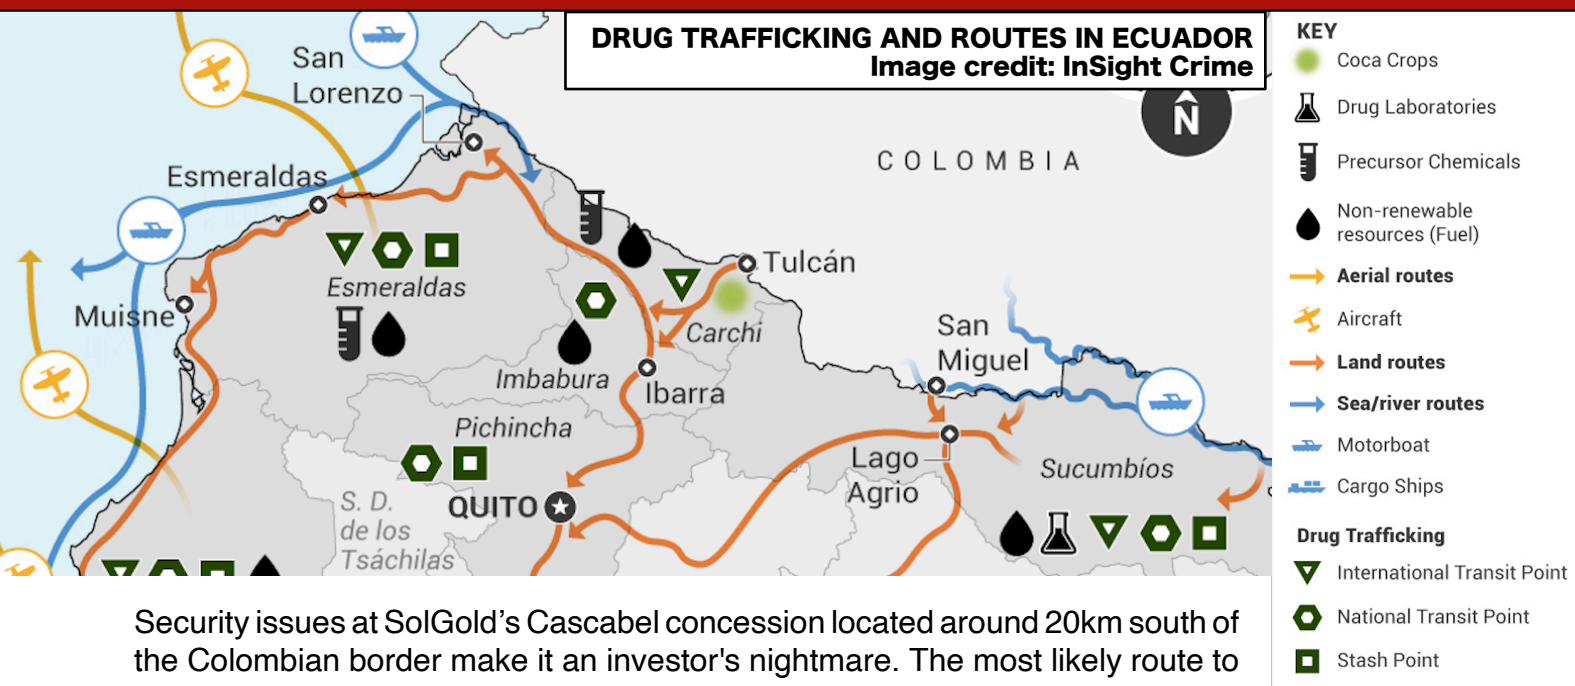 DRUG TRAFFICKING AND ROUTES IN ECUADOR
Image credit: InSight Crime
San
Lorenzo
Esmeraldas
COLOMBIA
N
Tulcán
Esmeraldas
Muisne
Carchi
San
Miguel
Imbabura
Ibarra
Pichincha
Lago
Agrio
Sucumbíos
QUITO
S. D.
de los
Tsáchilas
KEY
Coca Crops
Drug Laboratories
Precursor Chemicals
Non-renewable
resources (Fuel)
Aerial routes
Aircraft
Land routes
Sea/river routes
Motorboat
Cargo Ships
Drug Trafficking
International Transit Point
National Transit Point
Stash Point
Security issues at SolGold’s Cascabel concession located around 20km south of
the Colombian border make it an investor's nightmare. The most likely route to